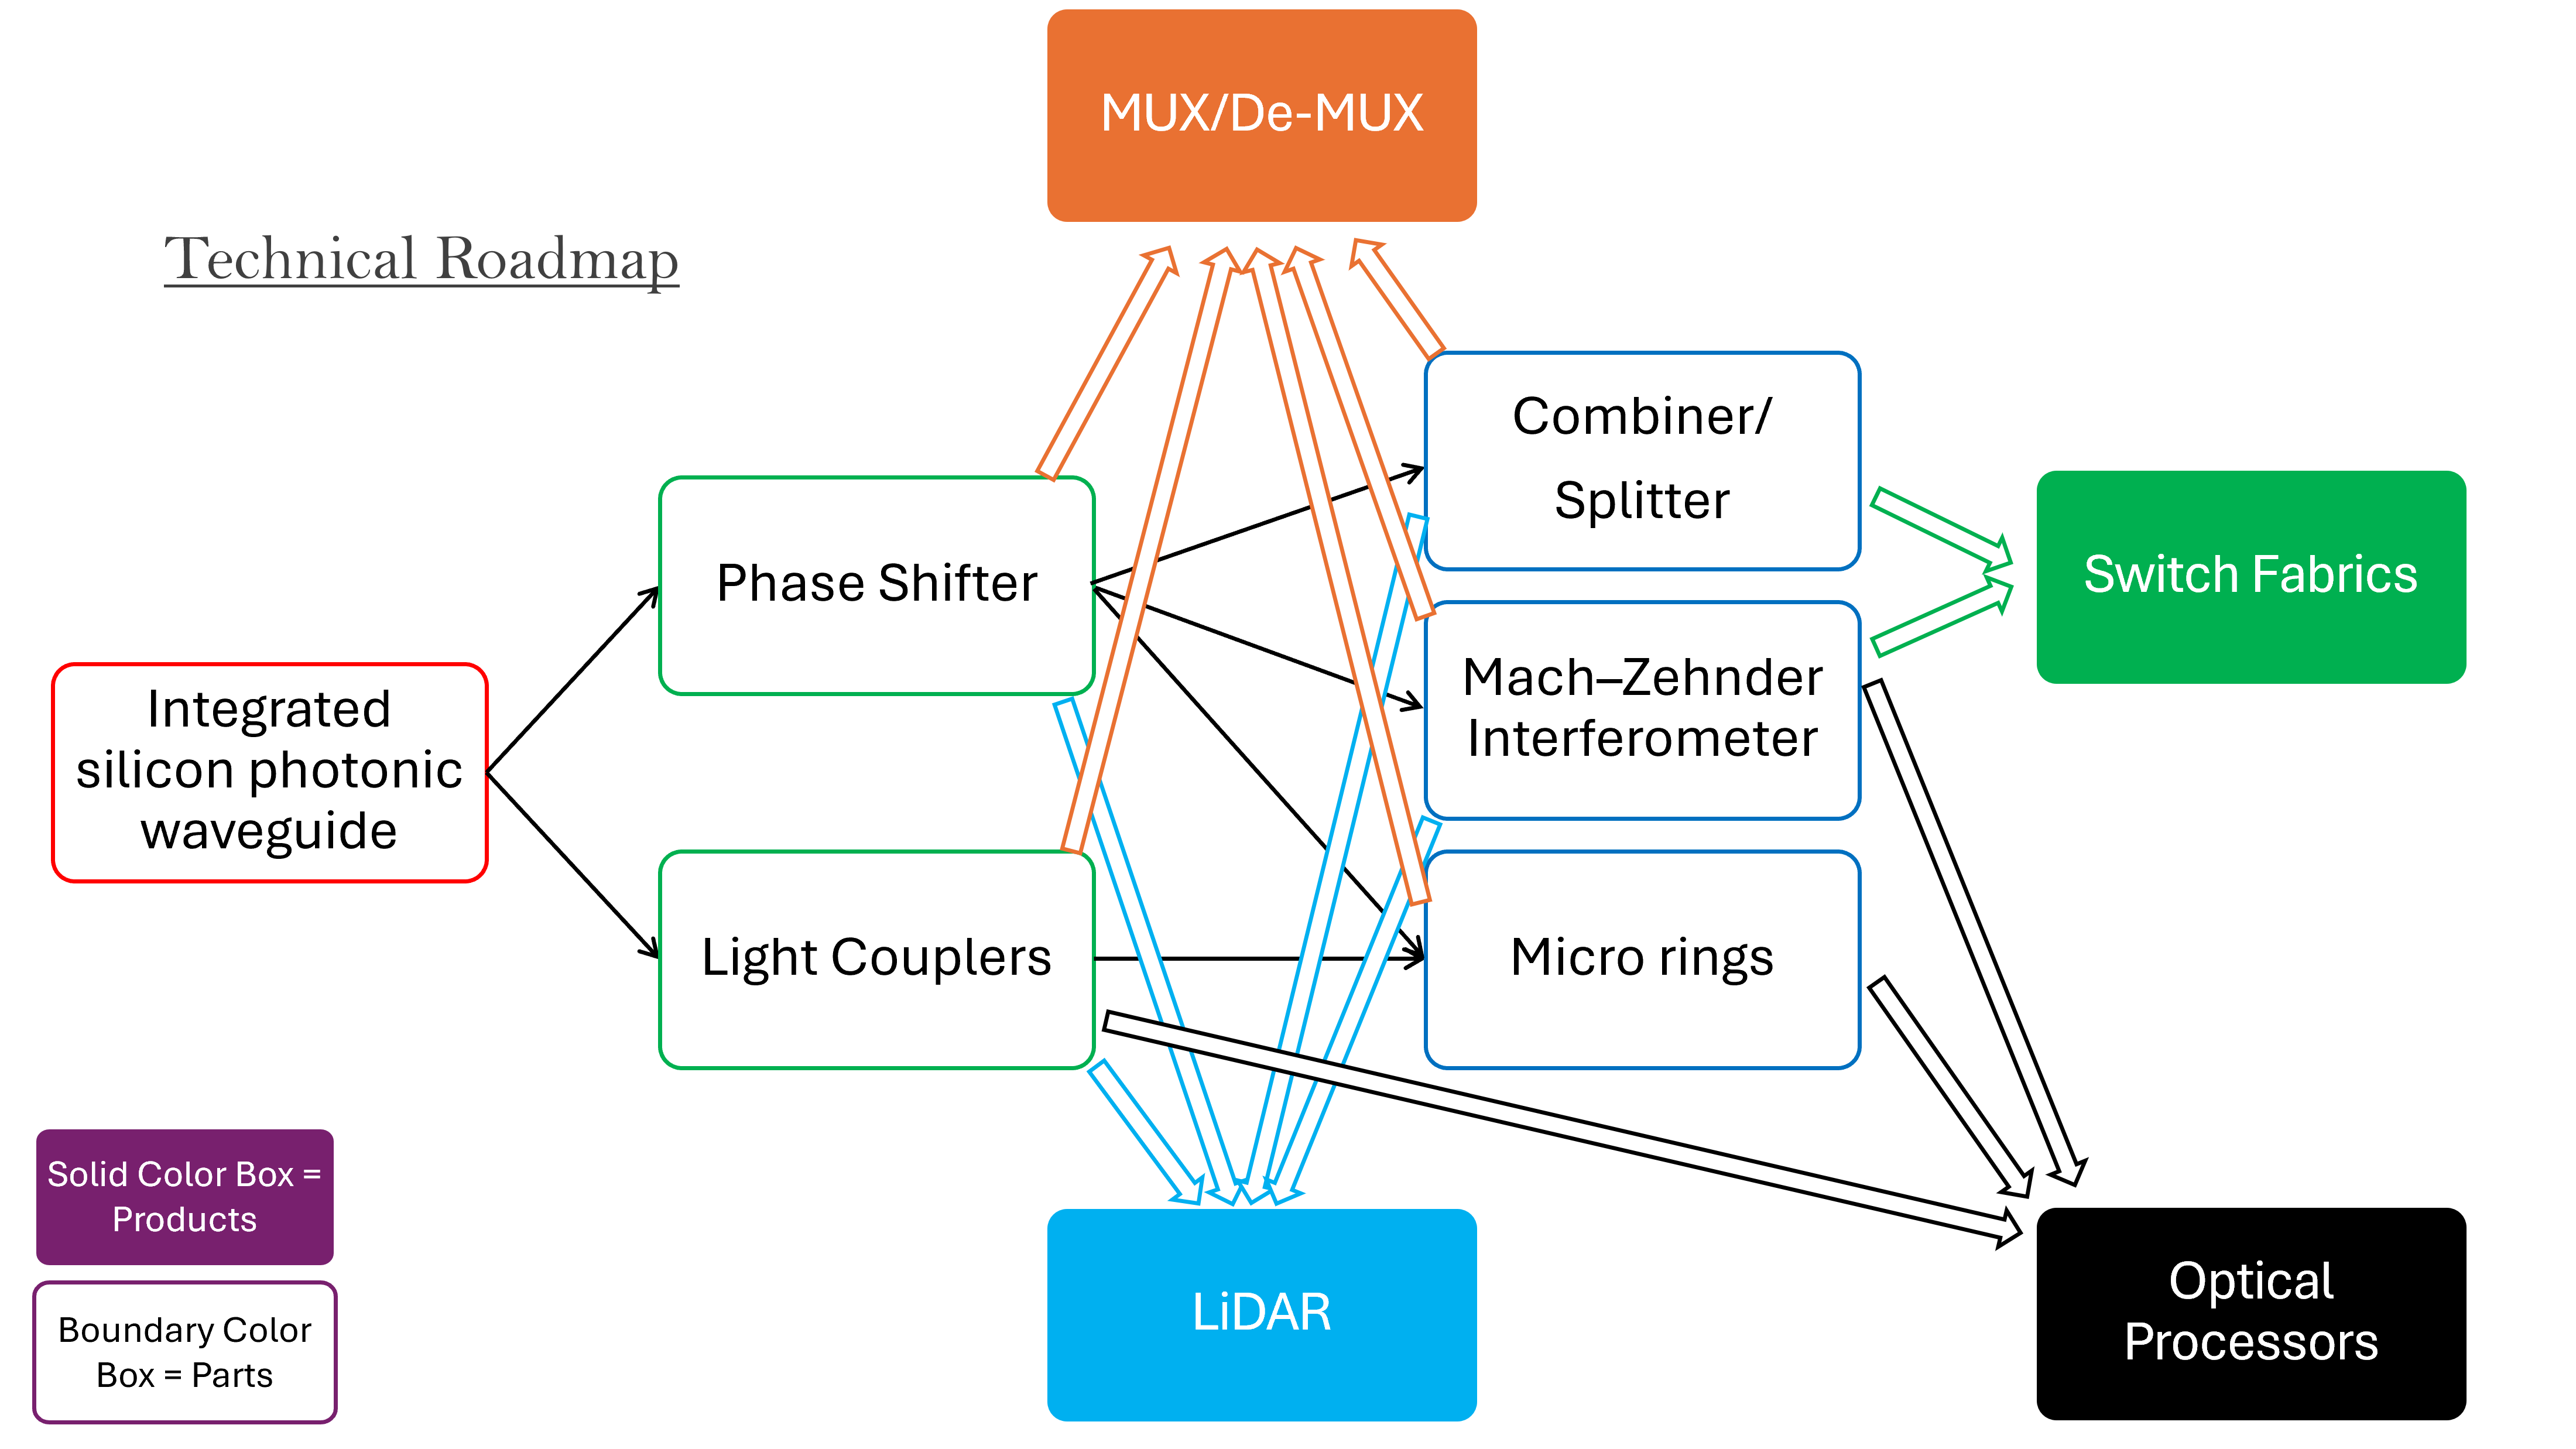 MUX/De-MUX
Technical Roadmap
Combiner/
Splitter
Phase Shifter
Switch Fabrics
Mach–Zehnder
Interferometer
Integrated
silicon photonic
waveguide
Light Couplers
Micro rings
Solid Color Box =
Products
Boundary Color
Box = Parts
LiDAR
Optical
Processors